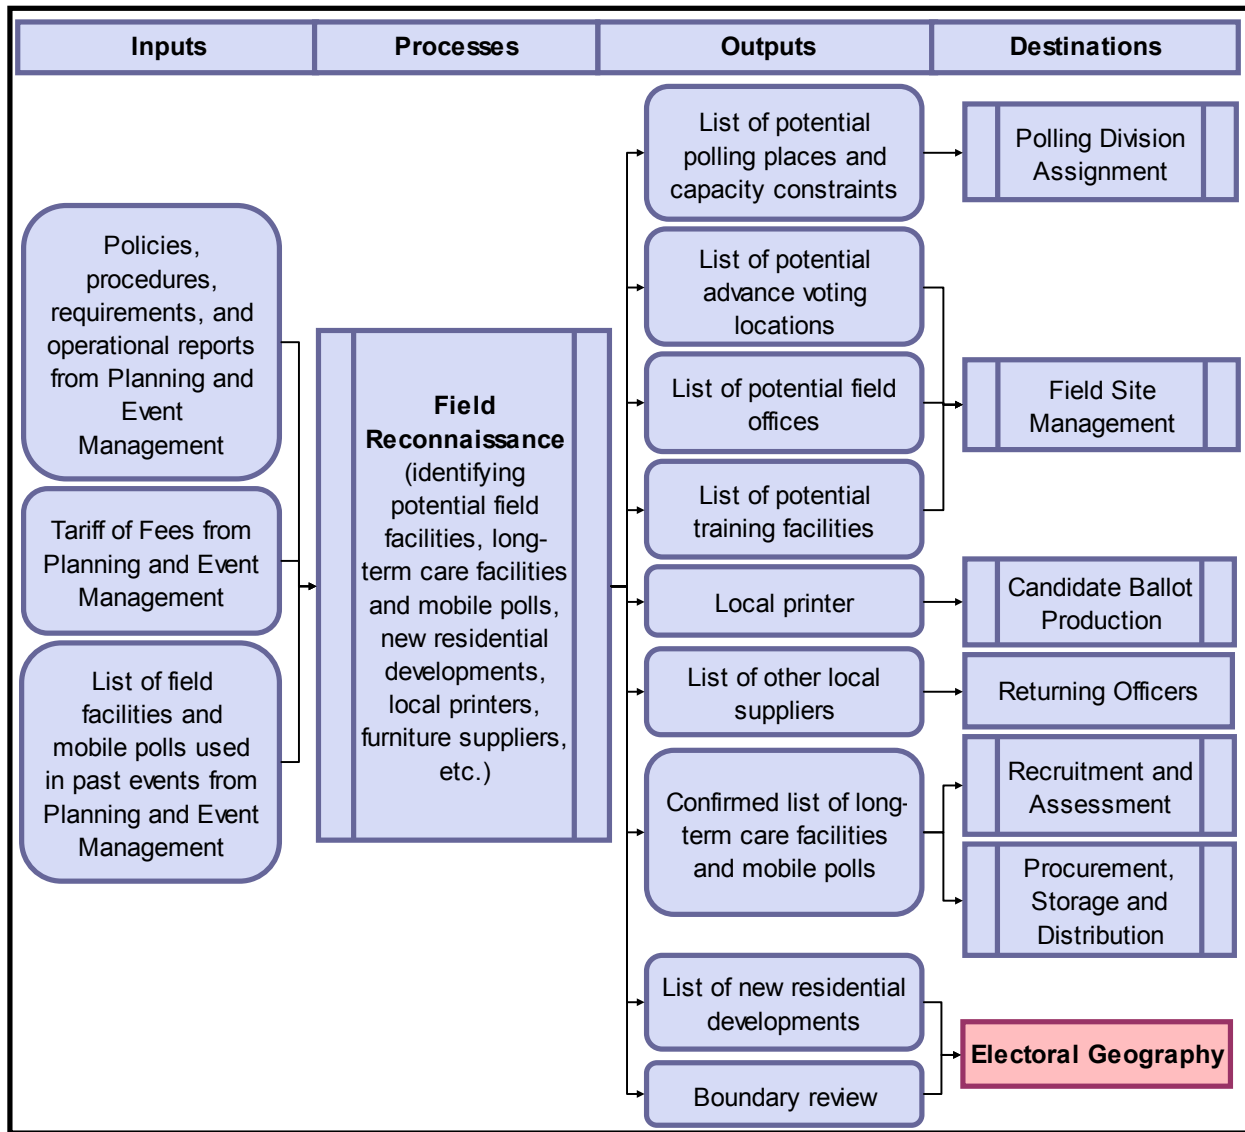 Inputs
Processes
Outputs
Destinations
Policies,
procedures,
requirements, and
operational reports
from Planning and
Event
Management
Tariff of Fees from
Planning and Event
Management
List of field
facilities and
mobile polls used
in past events from
Planning and Event
Management
Field
Reconnaissance
(identifying
potential field
facilities, long-
term care facilities
and mobile polls,
new residential
developments,
local printers,
furniture suppliers,
etc.)
List of potential
polling places and
capacity constraints
List of potential
advance voting
locations
List of potential field
offices
List of potential
training facilities
Local printer
List of other local
suppliers
Confirmed list of long-
term care facilities
and mobile polls
List of new residential
developments
Boundary review
Polling Division
Assignment
Field Site
Management
Candidate Ballot
Production
Returning Officers
Recruitment and
Assessment
Procurement,
Storage and
Distribution
Electoral Geography